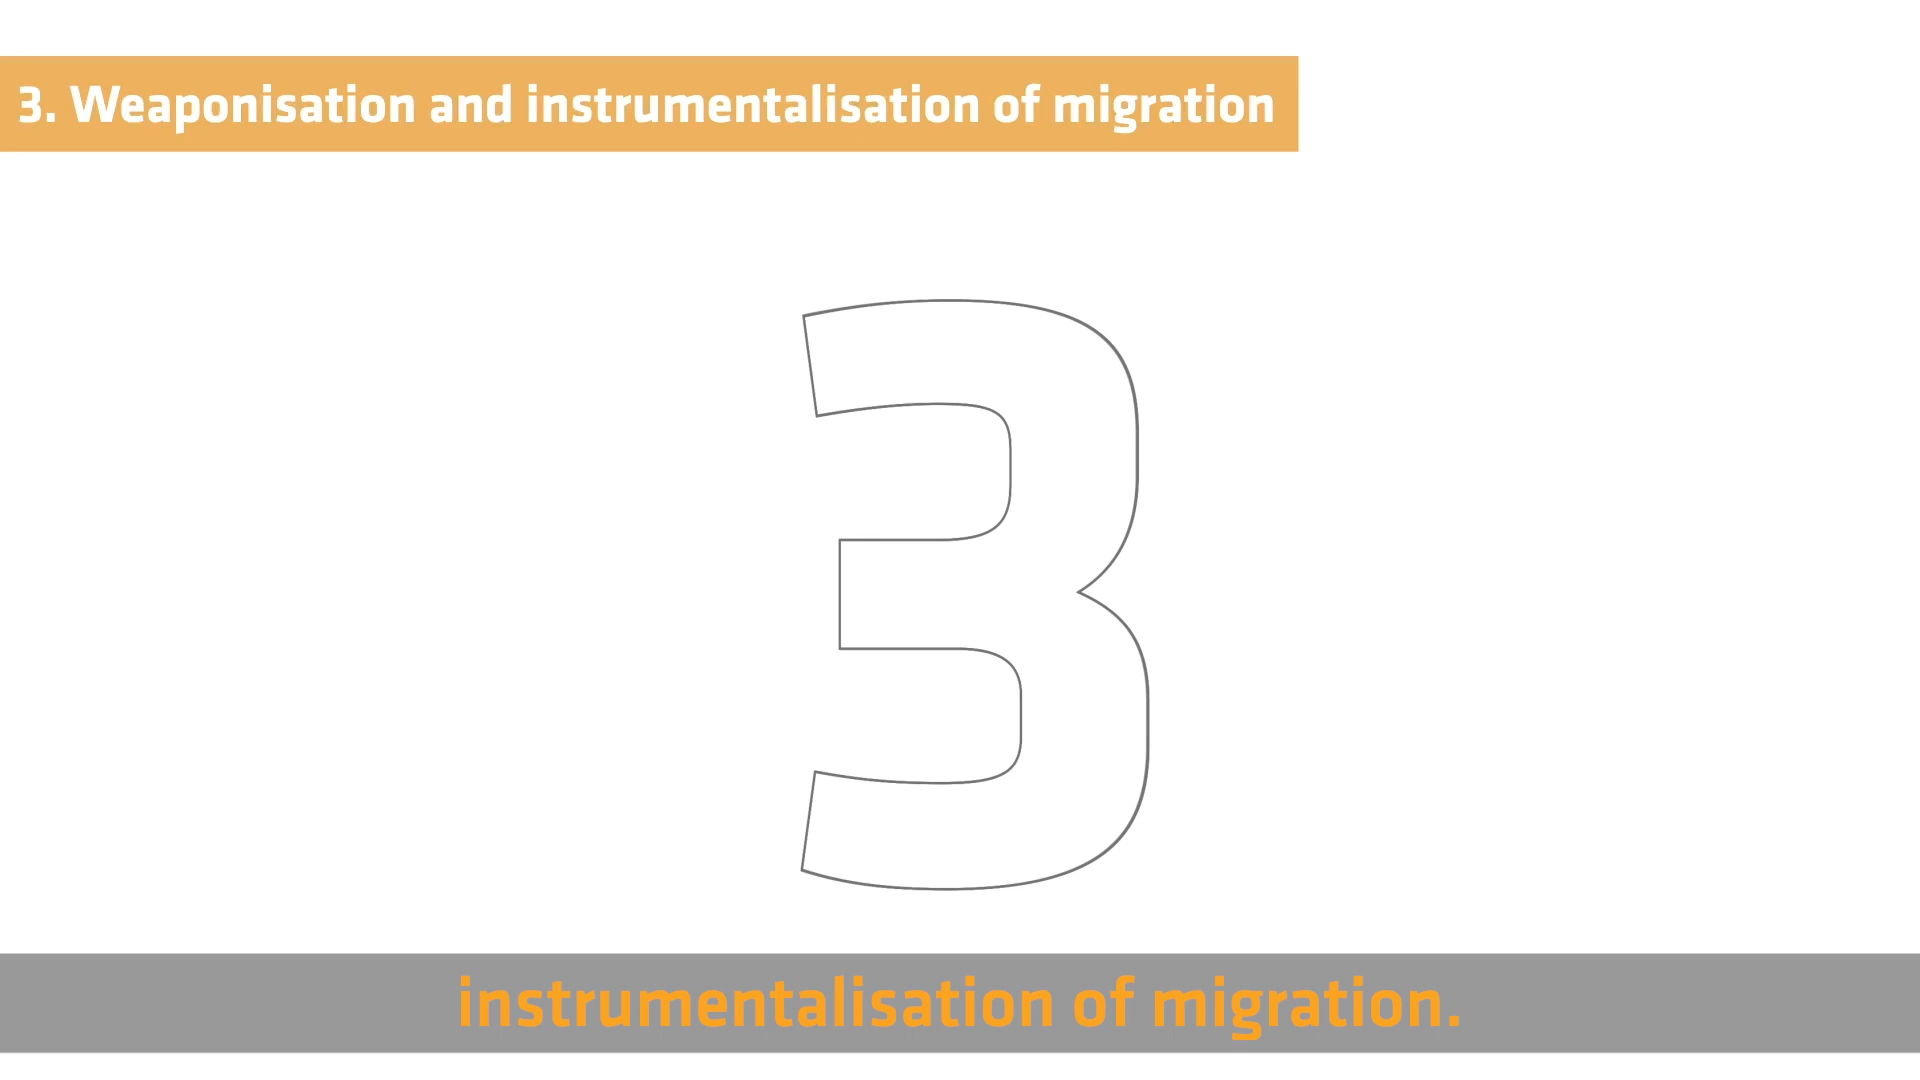 3. Weaponisation and instrumentalisation of migration
3
instrumentalisation of migration.